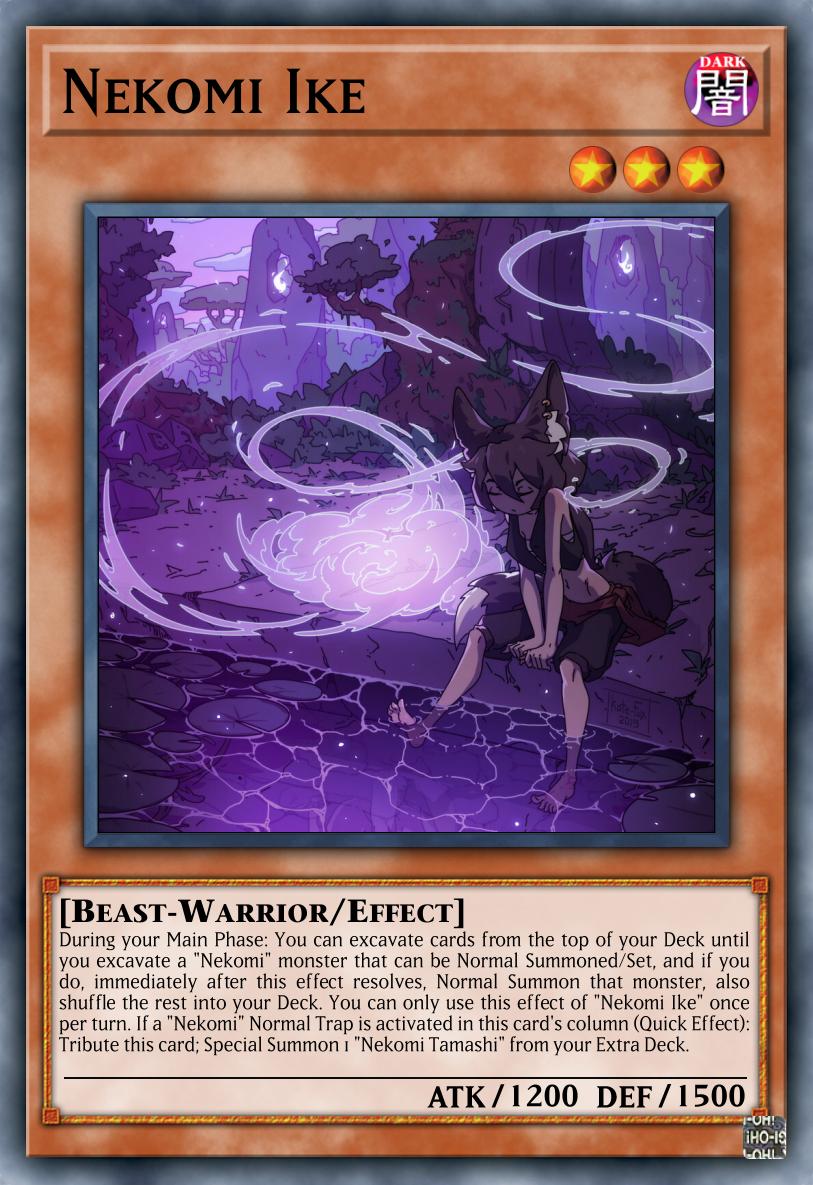 Nekomi Ike
DARK
闇
Kate-Fox
2019
[Beast-Warrior/Effect]
During your Main Phase: You can excavate cards from the top of your Deck until
you excavate a "Nekomi" monster that can be Normal Summoned/Set, and if you
do, immediately after this effect resolves, Normal Summon that monster, also
shuffle the rest into your Deck. You can only use this effect of "Nekomi Ike" once
per turn. If a "Nekomi" Normal Trap is activated in this card's column (Quick Effect):
Tribute this card; Special Summon 1 "Nekomi Tamashi" from your Extra Deck.
ATK/1200 DEF/1500